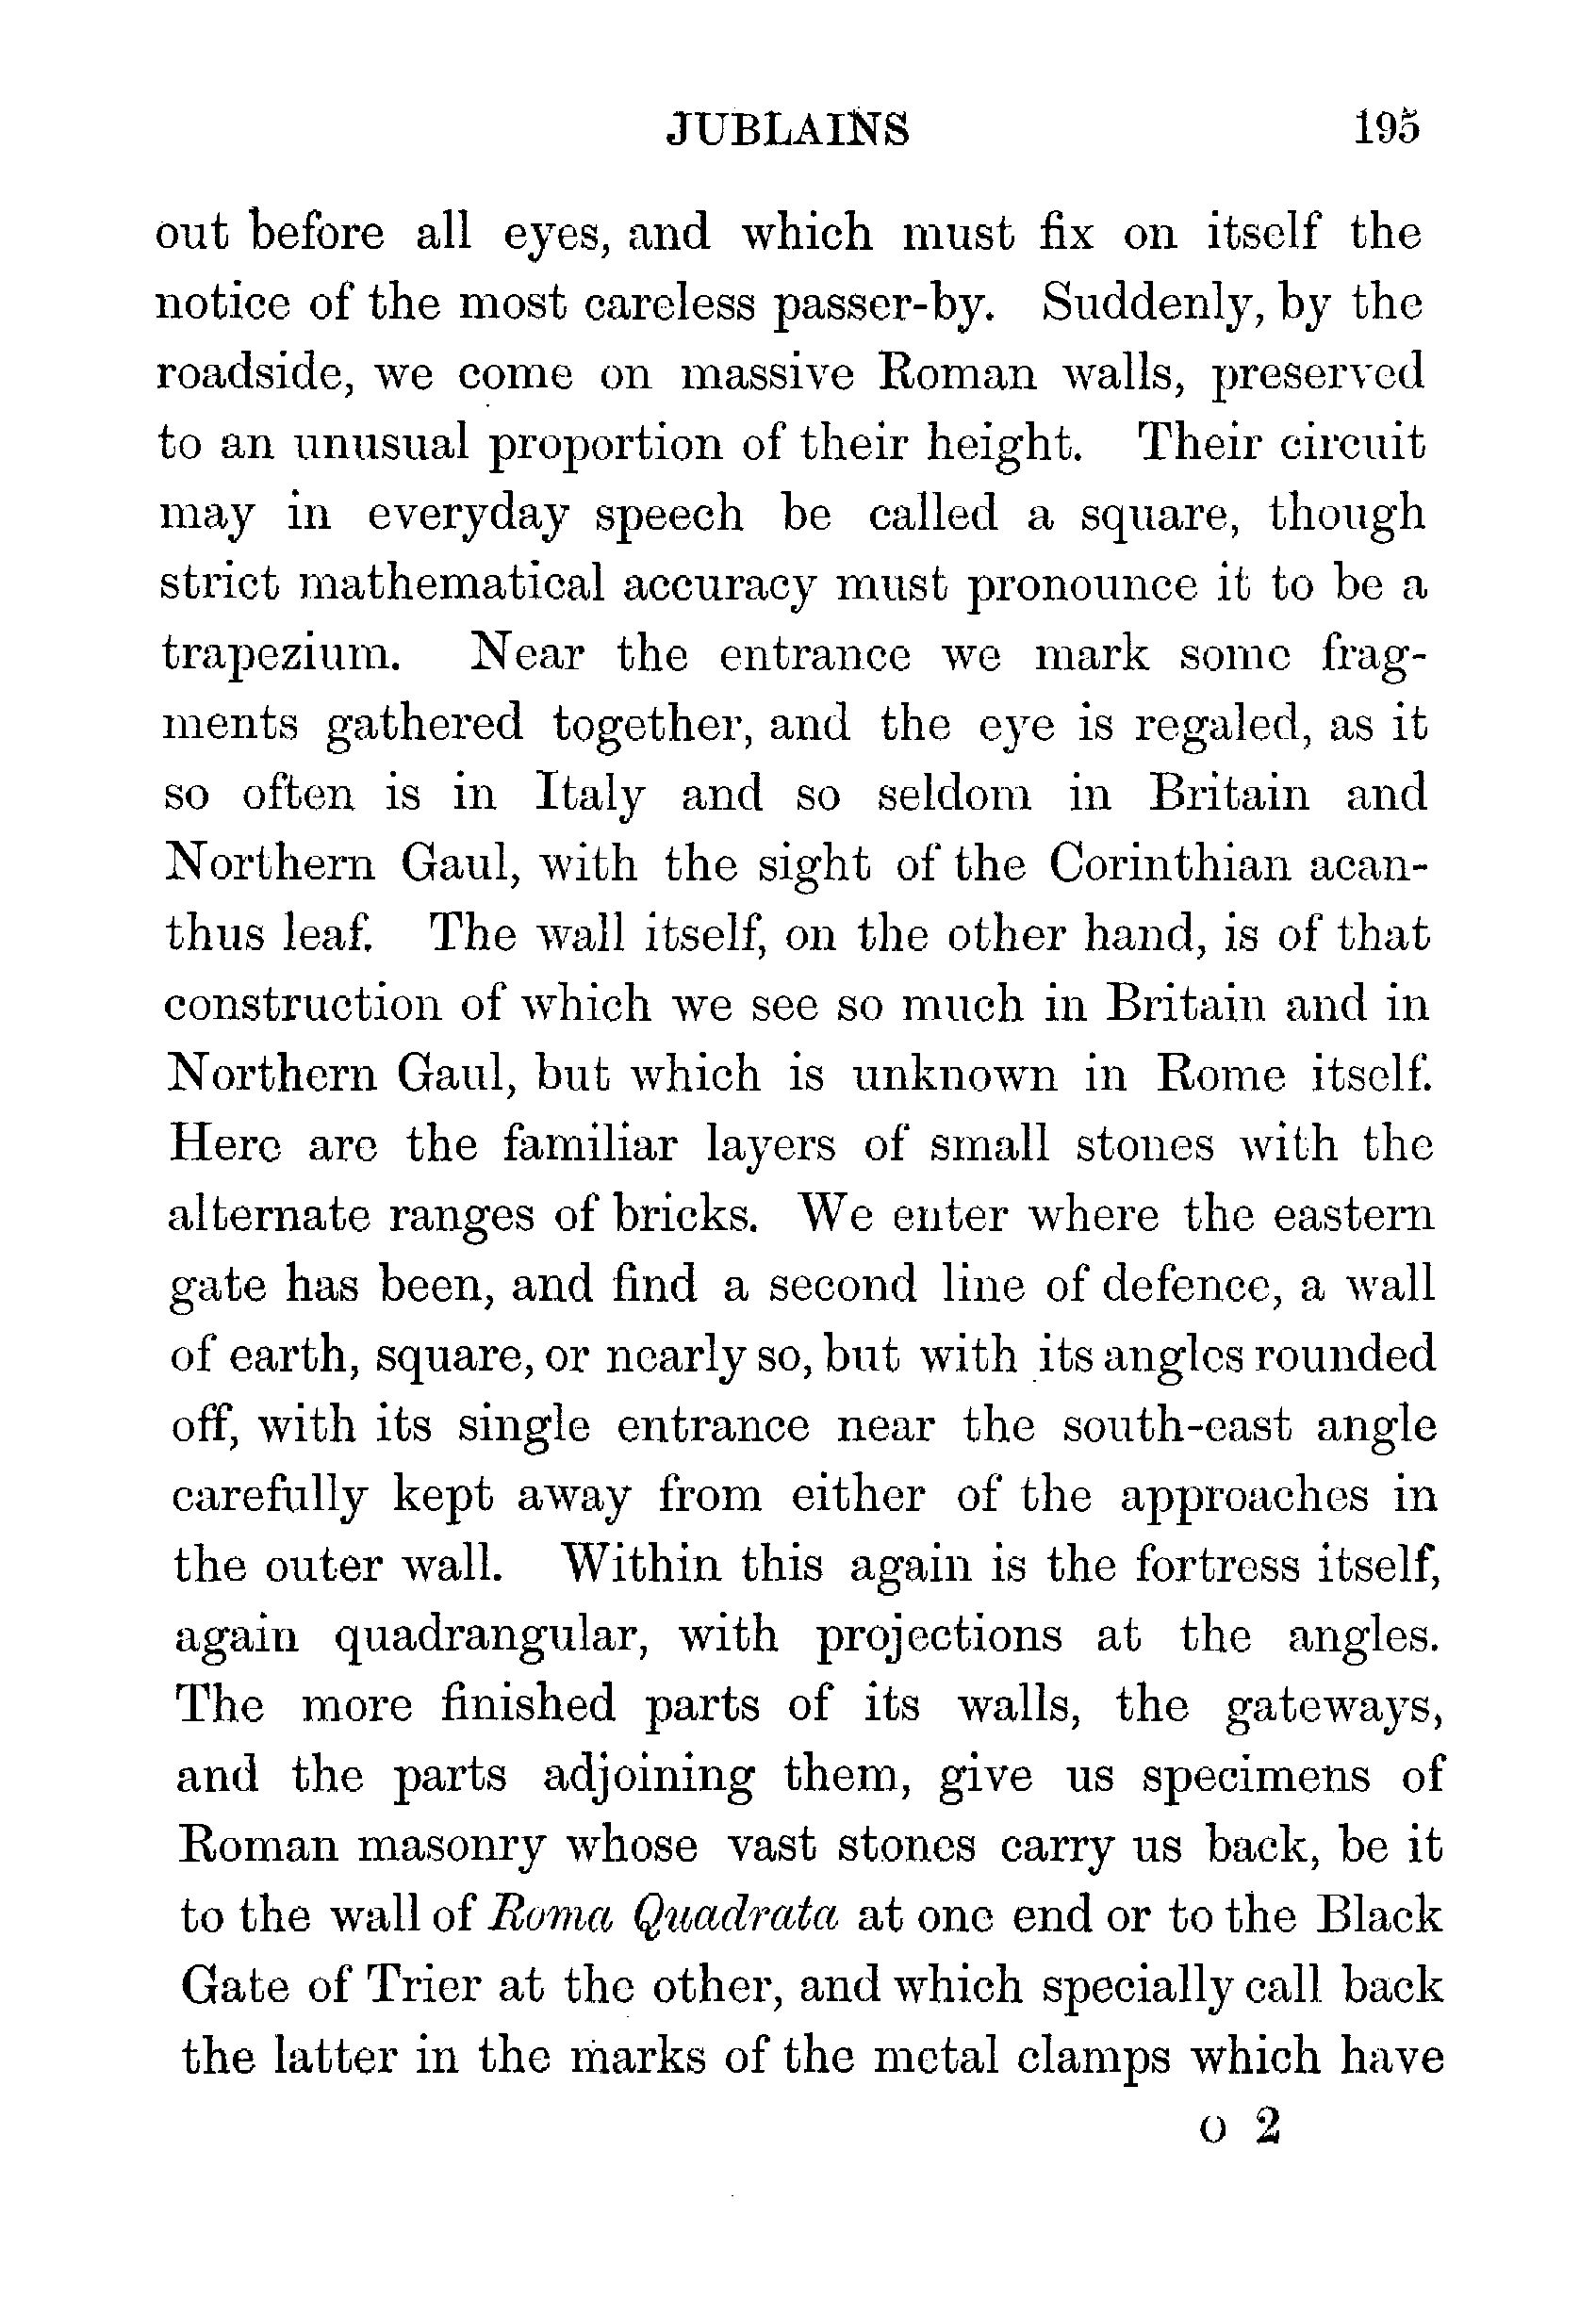 JUBLAINS 195
out before all eyes, and which must fix on itself the
notice of the most careless passer-by. Suddenly, by the
roadside, we come on massive Roman walls, preserved
to an unusual proportion of their height. Their circuit
may in everyday speech be called a square, though
strict mathematical accuracy must pronounce it to be a
trapezium. Near the entrance we mark some frag-
ments gathered together, and the eye is regaled, as it
so often is in Italy and so seldom in Britain and
Northern Gaul, with the sight of the Corinthian acan-
thus leaf. The wall itself, on the other hand, is of that
construction of which we see so much in Britain and in
Northern Gaul, but which is unknown in Rome itself.
Here are the familiar layers of small stones with the
alternate ranges of bricks. We enter where the eastern
gate has been, and find a second line of defence, a wall
of earth, square, or nearly so, but with its angles rounded
off, with its single entrance near the south-east angle
carefully kept away from either of the approaches in
the outer wall. Within this again is the fortress itself,
again quadrangular, with projections at the angles.
The more finished parts of its walls, the gateways,
and the parts adjoining them, give us specimens of
Roman masonry whose vast stones carry us back, be it
to the wall of Roma Quadrata at one end or to the Black
Gate of Trier at the other, and which specially call back
the latter in the marks of the metal clamps which have
O 2